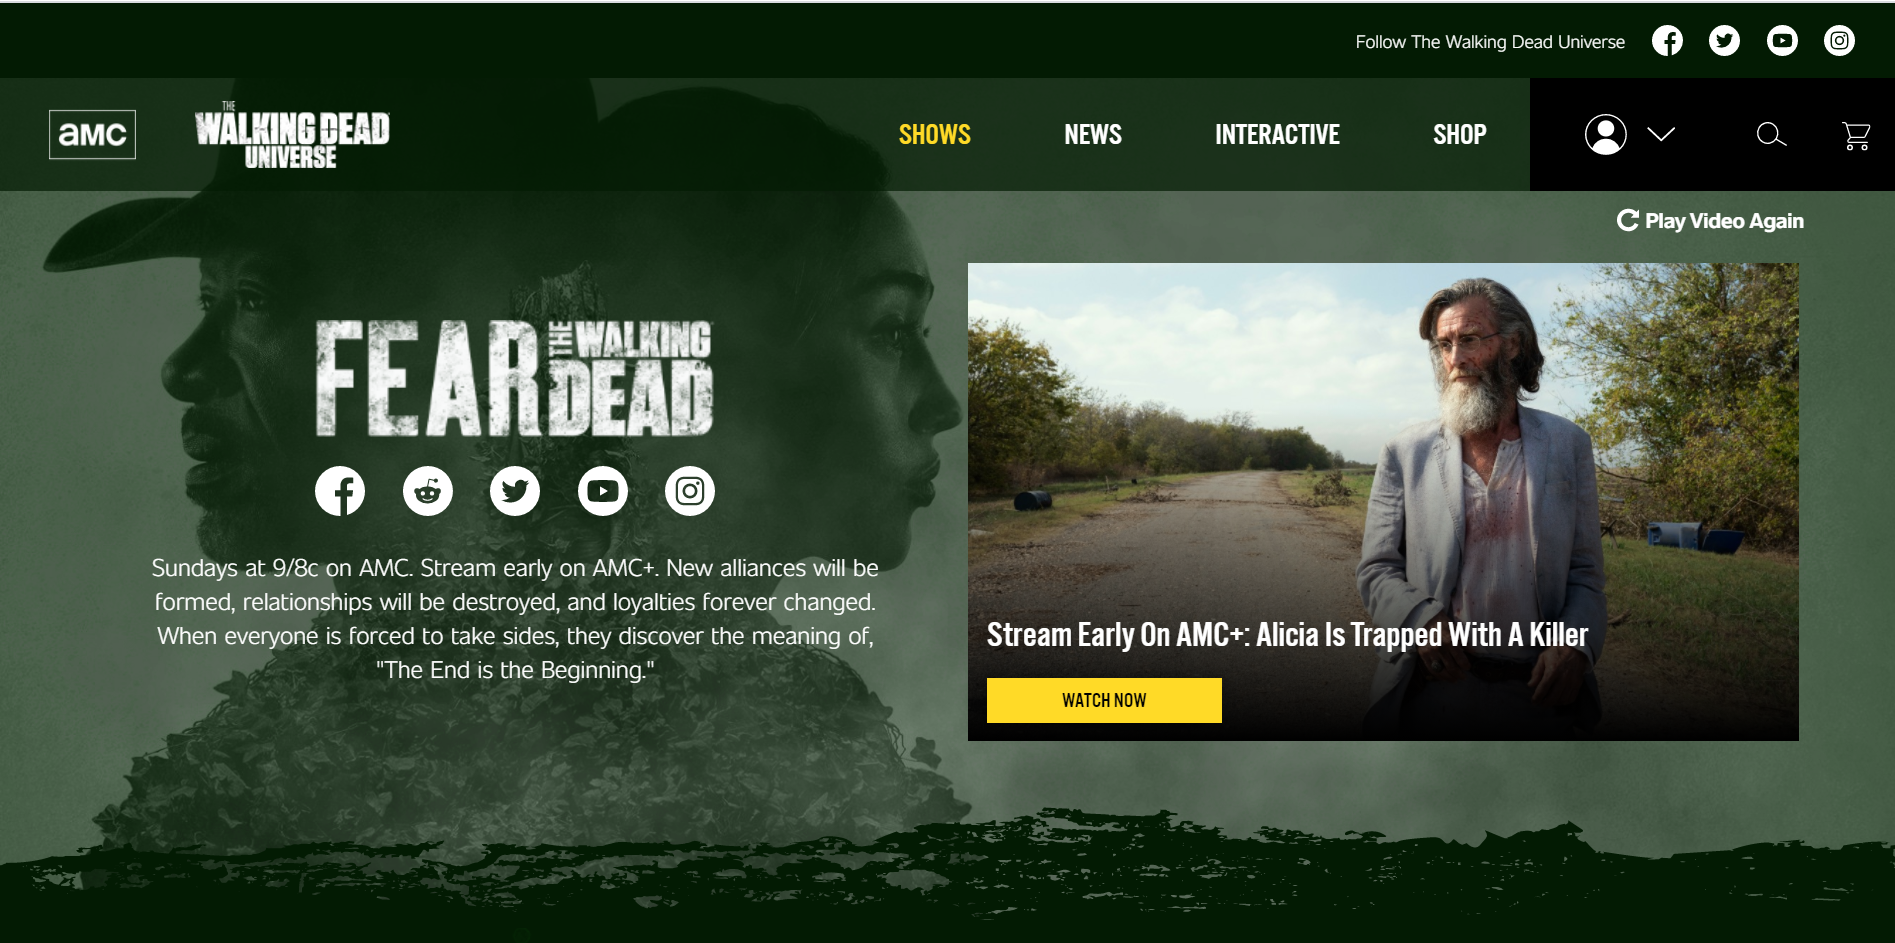 Follow The Walking Dead Universe
aMC
THE
WALKING DEAD
UNIVERSE
SHOWS
NEWS
INTERACTIVE
SHOP
Play Video Again
FEAR THE WALKING DEAD
Sundays at 9/8c on AMC. Stream early on AMC+. New alliances will be
formed, relationships will be destroyed, and loyalties forever changed.
When everyone is forced to take sides, they discover the meaning of,
"The End is the Beginning."
Stream Early On AMC+: Alicia Is Trapped With A Killer
WATCH NOW